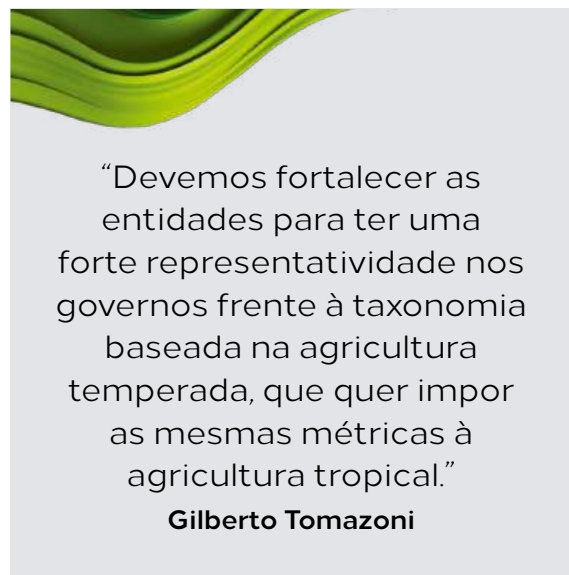 “Devemos fortalecer as
entidades para ter uma
forte representatividade nos
governos frente à taxonomia
baseada na agricultura
temperada, que quer impor
as mesmas métricas à
agricultura tropical.”
Gilberto Tomazoni